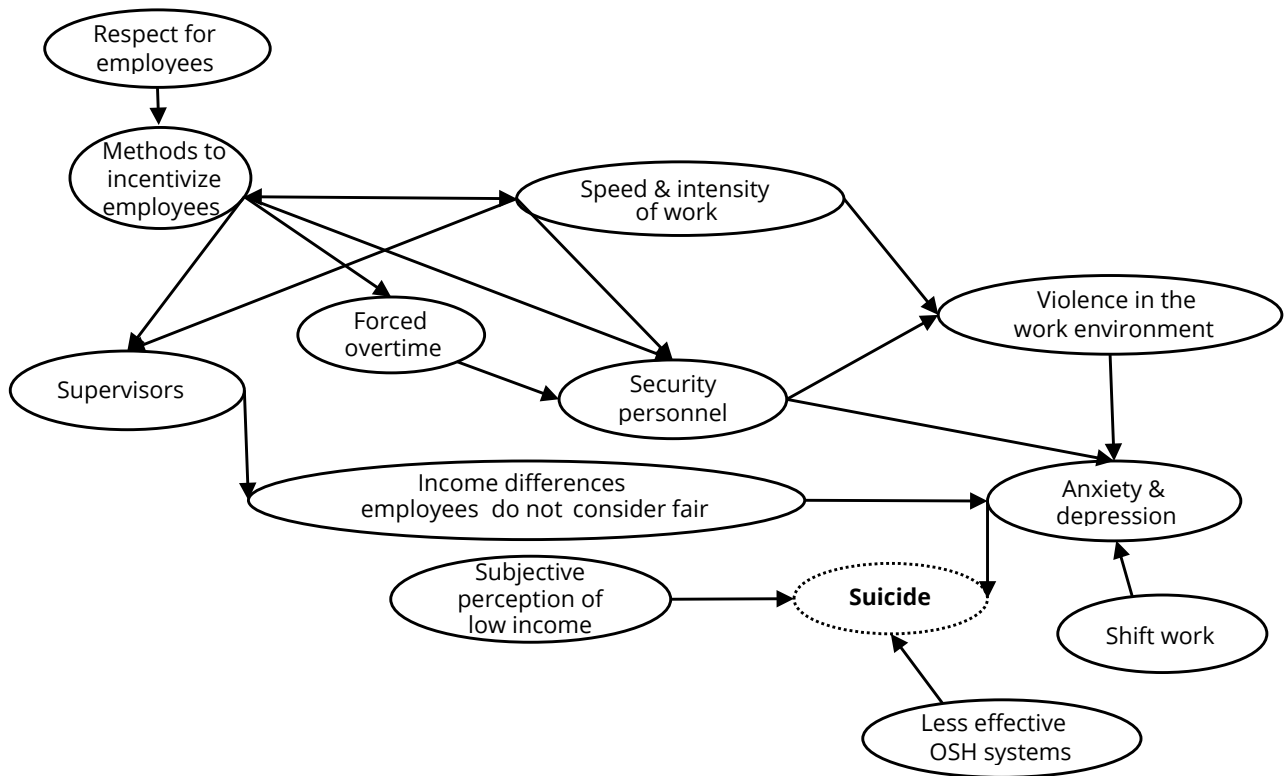 Respect for
employees
Methods to
incentivize
employees
Speed & intensity
of work
Violence in the
work environment
Forced
overtime
Supervisors
Security
personnel
Income differences
employees do not consider fair
Anxiety &
depression
Subjective
perception of
low income
Suicide
Shift work
Less effective
OSH systems